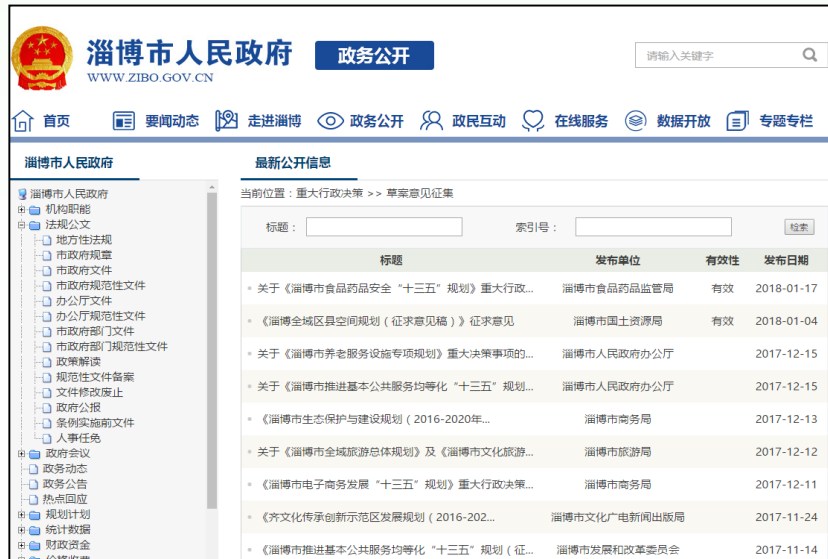 淄博市人民政府
WWW.ZIBO.GOV.CN
政务公开
请输入关键字
首页 要闻动态 走进淄博 政务公开 政民互动 在线服务 数据开放 专题专栏
淄博市人民政府
淄博市人民政府
机构职能
法规公文
地方性法规
市政府规章
市政府文件
市政府规范性文件
办公厅文件
办公厅规范性文件
市政府部门文件
市政府部门规范性文件
政策解读
规范性文件备案
文件修改废止
政府公报
条例实施前文件
人事任免
政府会议
政务动态
政务公告
热点回应
规划计划
统计数据
财政资金
最新公开信息
当前位置：重大行政决策 >> 草案意见征集
标题： 索引号： 检索
标题 发布单位 有效性 发布日期
关于《淄博市食品药品安全“十三五”规划》重大行政... 淄博市食品药品监管局 有效 2018-01-17
《淄博全域区县空间规划（征求意见稿）》征求意见 淄博市国土资源局 有效 2018-01-04
关于《淄博市养老服务设施专项规划》重大决策事项的... 淄博市人民政府办公厅 2017-12-15
关于《淄博市推进基本公共服务均等化“十三五”规划... 淄博市人民政府办公厅 2017-12-15
《淄博市生态保护与建设规划（2016-2020年... 淄博市商务局 2017-12-13
关于《淄博市全域旅游总体规划》及《淄博市文化旅游... 淄博市旅游局 2017-12-12
《淄博市电子商务发展“十三五”规划》重大行政决策... 淄博市商务局 2017-12-11
《齐文化传承创新示范区发展规划（2016-202... 淄博市文化广电新闻出版局 2017-11-24
《淄博市推进基本公共服务均等化“十三五”规划（征... 淄博市发展和改革委员会 2017-11-14